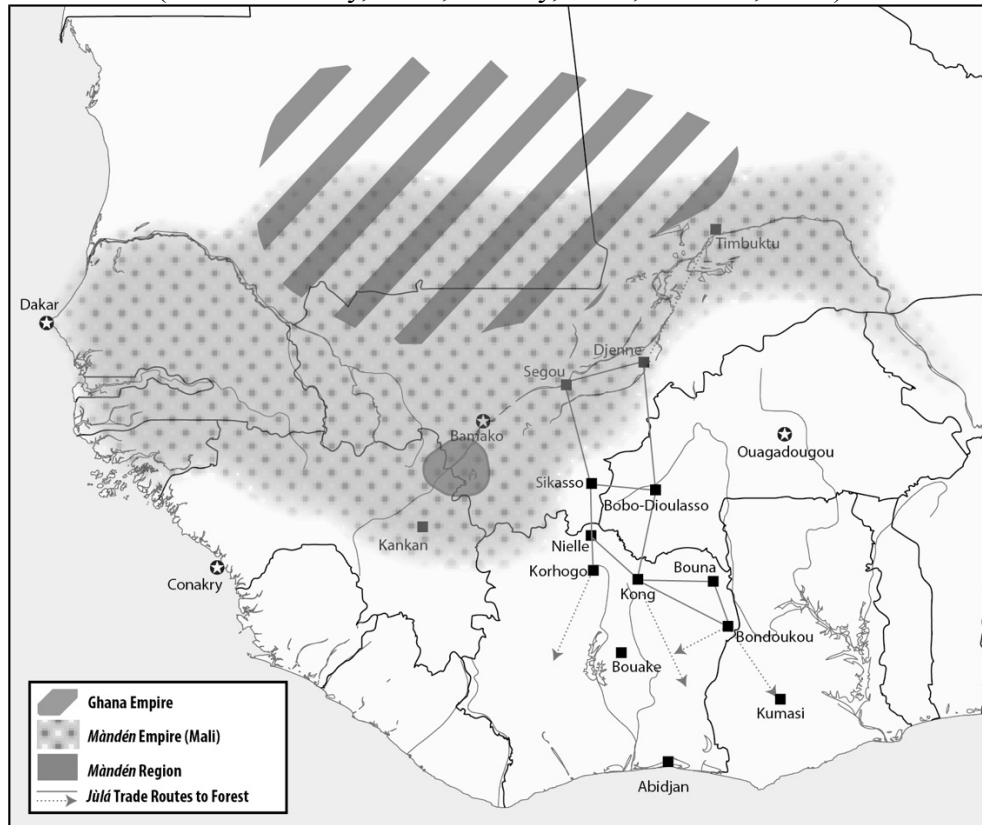 Timbuktu
Dakar
Djenne
Segou
Bamako
Ouagadougou
Sikasso
Bobo-Dioulasso
Kankan
Nielle
Conakry
Korhogo
Bouna
Kong
Bondoukou
Bouake
Kumasi
Abidjan
Ghana Empire
Màndén Empire (Mali)
Màndén Region
Jùlá Trade Routes to Forest